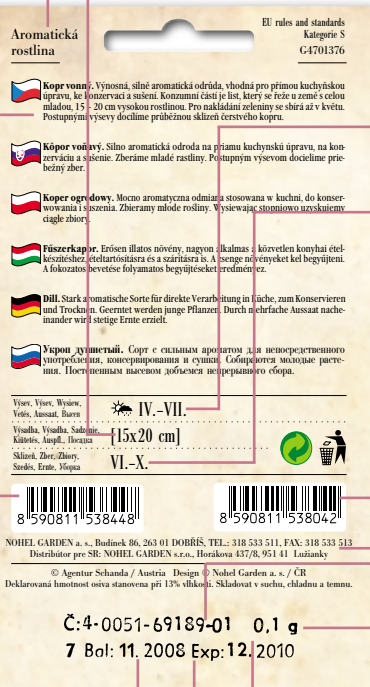 Aromatická
rostlina
EU rules and standards
Kategorie S
G4701376
Kopr vonný. Výnosná, silně aromatická odrůda, vhodná pro přímou kuchyňskou
úpravu, ke konzervaci a sušení. Konzumní částí je list, který se řeže u země s celou
mladou, 15 - 20 cm vysokou rostlinou. Pro nakládání zeleniny se sbírá až v květu.
Postupnými výsevy docílíme průběžnou sklizeň čerstvého kopru.
Kôpor voňavý. Silno aromatická odroda na priamu kuchynskú úpravu, na kon-
zerváciu a sušenie. Zberáme mladé rastliny. Postupným výsevom docielime prie-
bežný zber.
Koper ogrodowy. Mocno aromatyczna odmiana stosowana w kuchni, do konser-
wowania i suszenia. Zbieramy młode rośliny. Wysiewając stopniowo uzyskujemy
ciągłe zbiory.
Fűszerkapor. Erősen illatos növény, nagyon alkalmas a közvetlen konyhai étel-
készítéshez, ételtartósításra és a szárításra is. A zsenge növényeket kel begyűjteni.
A fokozatos bevetése folyamatos begyűjtéseket eredményez.
Dill. Stark aromatische Sorte für direkte Verarbeitung in Küche, zum Konservieren
und Trocknen. Geerntet werden junge Pflanzen. Durch mehrfache Aussaat nache-
inander wird stetige Ernte erzielt.
Укроп душистый. Сорт с сильным ароматом для непосредственного
употребления, консервирования и сушки. Собираются молодые расте-
ния. Постепенным высевом добъемся непрерывного сбора.
Výsev, Výsev, Wysiew,
Vetés, Aussaat, Высев
IV.-VII.
Výsadba, Výsadba, Sadzenie,
Kiültetés, Auspfl., Посадка
[15x20 cm]
Sklizeň, Zber, Zbiory,
Szedés, Ernte, Уборка
VI.-X.
8 590811 538448
8 590811 538042
NOHEL GARDEN a. s., Budínek 86, 263 01 DOBŘÍŠ, TEL.: 318 533 511, FAX: 318 533 513
Distribútor pre SR: NOHEL GARDEN s.r.o., Horákova 437/8, 951 41 Lužianky
© Agentur Schanda / Austria Design © Nohel Garden a. s. / ČR
Deklarovaná hmotnost osiva stanovena při 13% vlhkosti. Skladovat v suchu, chladnu a temnu.
Č:4-0051-69189-01 0,1 g
7 Bal: 11. 2008 Exp: 12. 2010